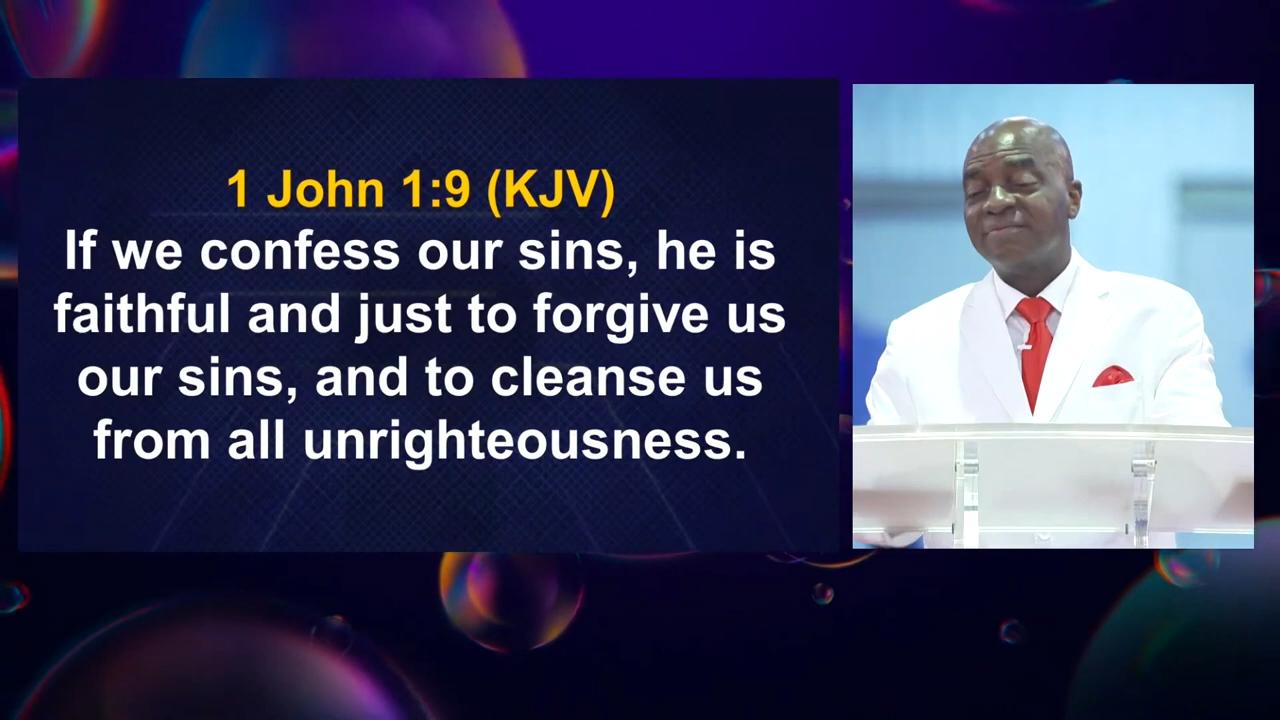 1 John 1:9 (KJV)
If we confess our sins, he is
faithful and just to forgive us
our sins, and to cleanse us
from all unrighteousness.